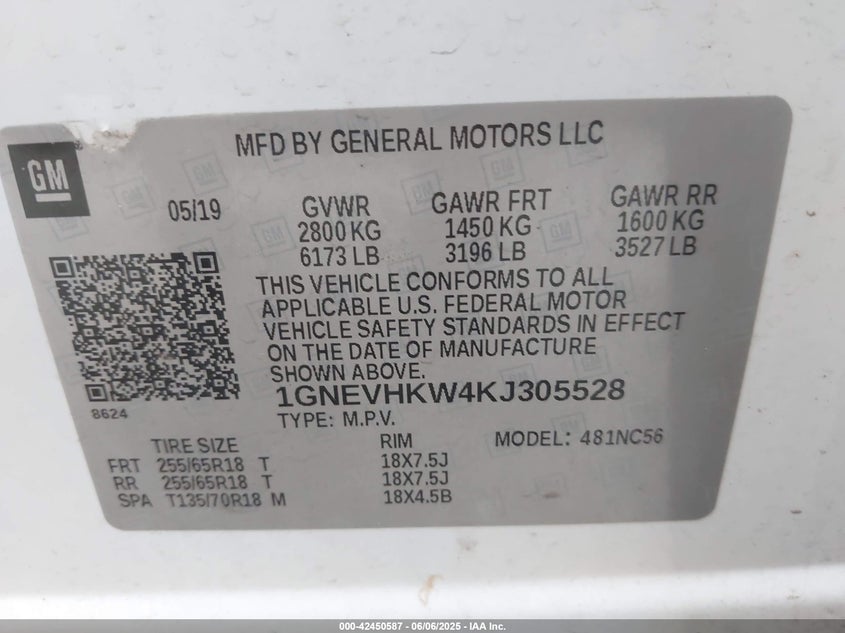 MFD BY GENERAL MOTORS LLC
GM
05/19
GVWR
2800 KG
6173 LB
GAWR FRT
1450 KG
3196 LB
GAWR RR
1600 KG
3527 LB
THIS VEHICLE CONFORMS TO ALL
APPLICABLE U.S. FEDERAL MOTOR
VEHICLE SAFETY STANDARDS IN EFFECT
ON THE DATE OF MANUFACTURE
SHOWN ABOVE.
8624
1GNEVHKW4KJ305528
TYPE: M.P.V.
TIRE SIZE RIM MODEL: 481NC56
FRT 255/65R18 T 18X7.5J
RR 255/65R18 T 18X7.5J
SPA T135/70R18 M 18X4.5B
000-42450587 - 06/06/2025 - IAA Inc.